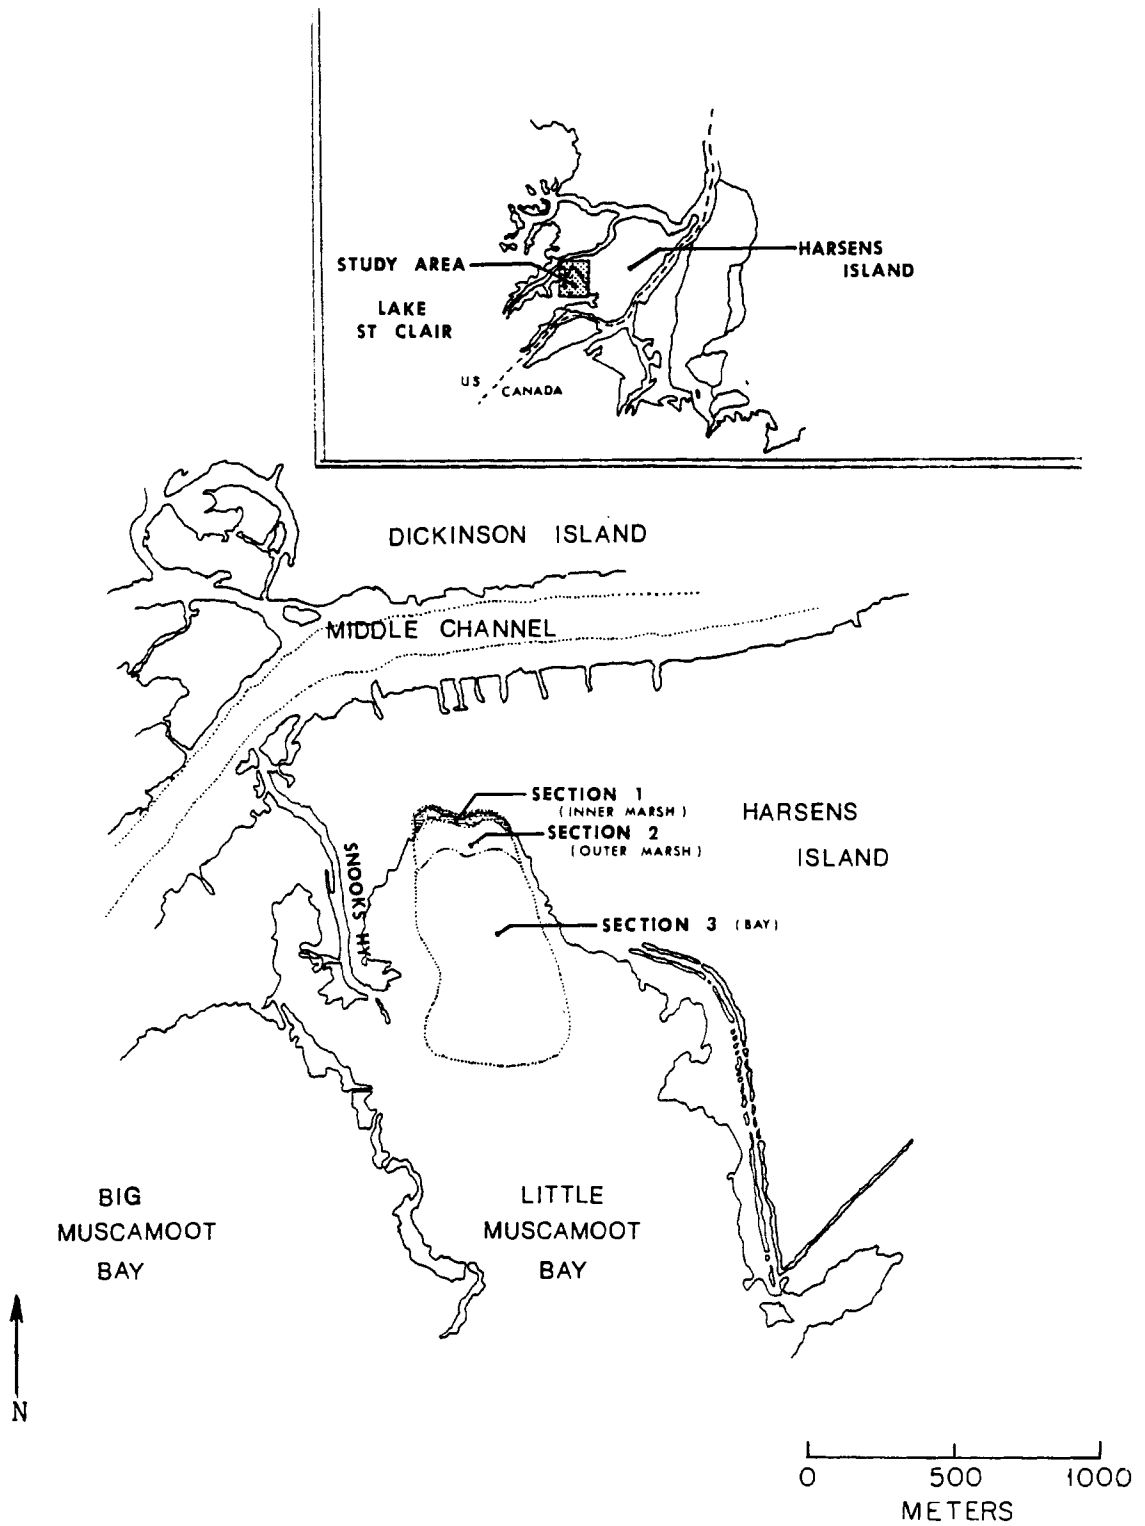 STUDY AREA
HARSENS
ISLAND
LAKE
ST CLAIR
US
CANADA
DICKINSON ISLAND
MIDDLE CHANNEL
SECTION 1
(INNER MARSH)
SECTION 2
(OUTER MARSH)
HARSENS
ISLAND
SNOOKS HY
SECTION 3 (BAY)
BIG
MUSCAMOOT
BAY
LITTLE
MUSCAMOOT
BAY
N
0 500 1000
METERS